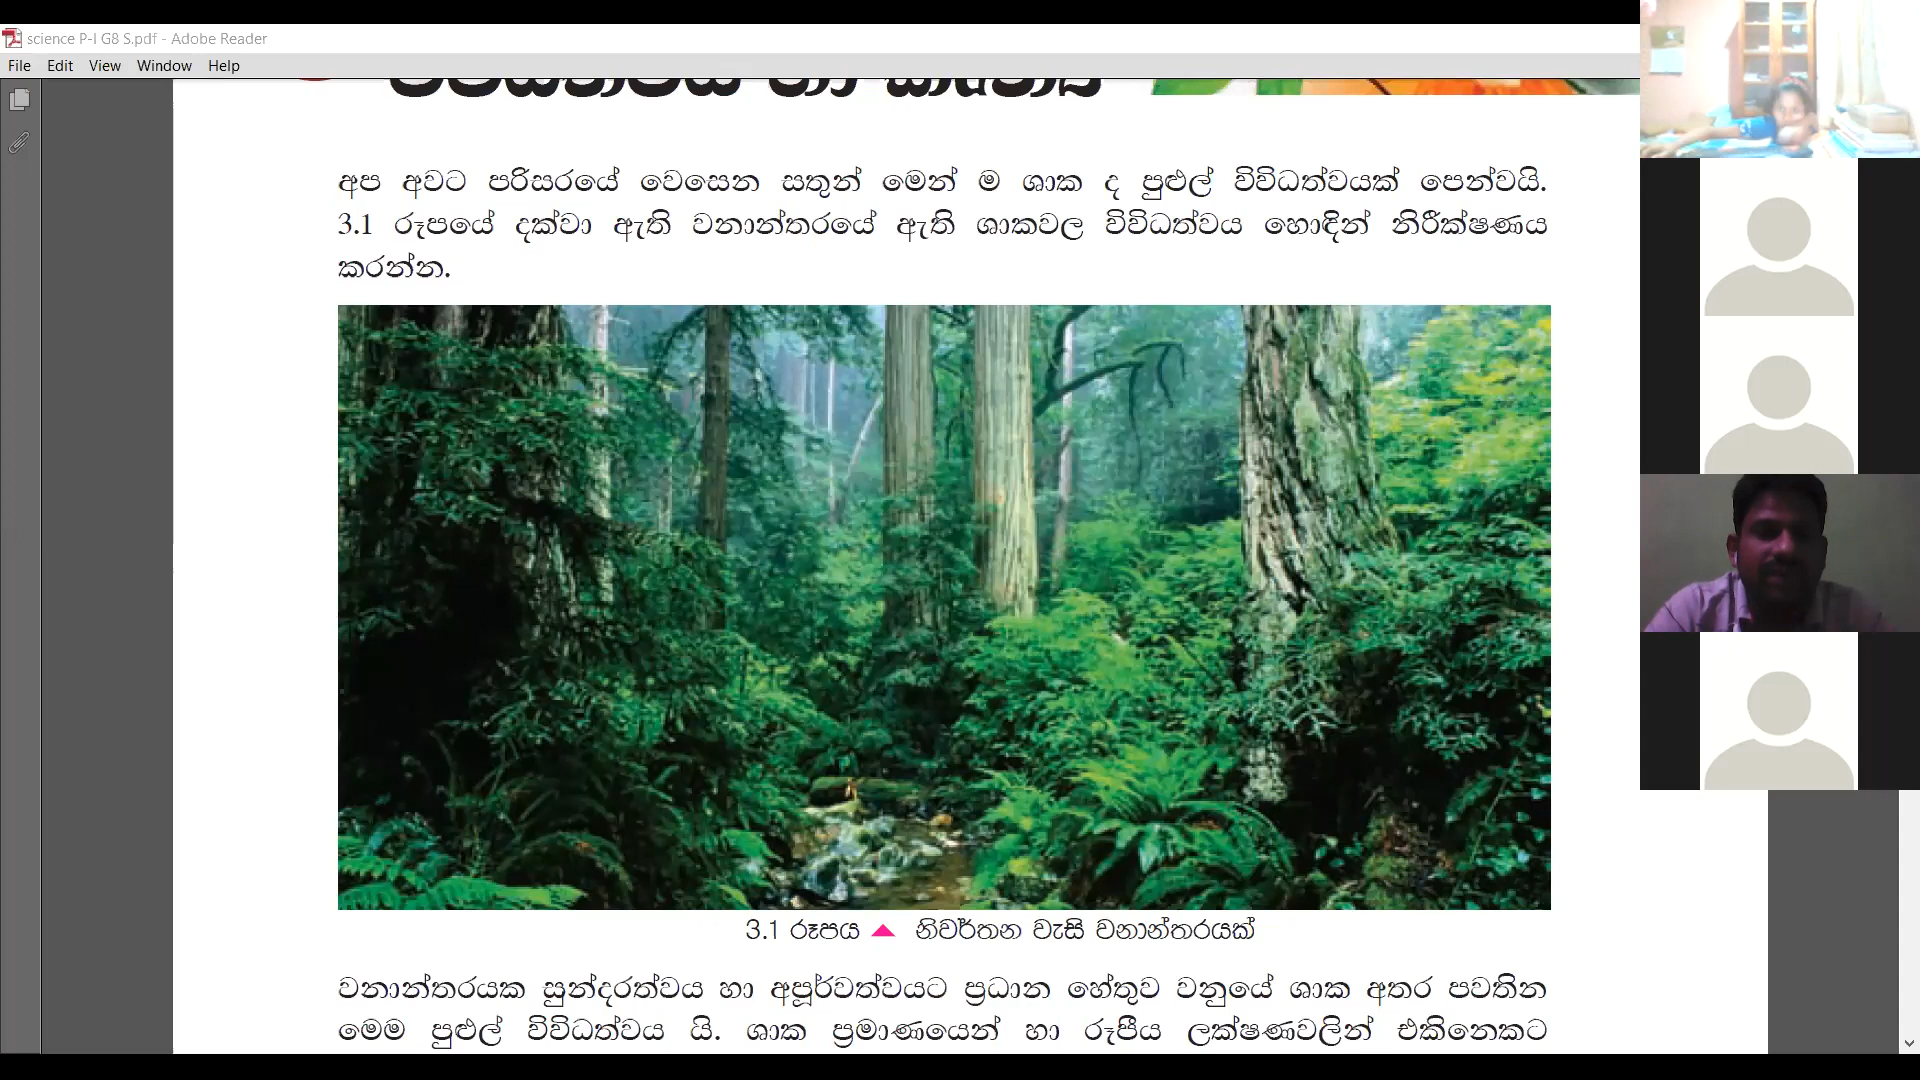 science P-I G8 S.pdf - Adobe Reader
File Edit View Window Help
අප අවට පරිසරයේ වෙසෙන සතුන් මෙන් ම ශාක ද පුළුල් විවිධත්වයක් පෙන්වයි.
3.1 රූපයේ දක්වා ඇති වනාන්තරයේ ඇති ශාකවල විවිධත්වය හොඳින් නිරීක්ෂණය
කරන්න.
3.1 රූපය ▲ නිවර්තන වැසි වනාන්තරයක්
වනාන්තරයක සුන්දරත්වය හා අපූර්වත්වයට ප්‍රධාන හේතුව වනුයේ ශාක අතර පවතින
මෙම පුළුල් විවිධත්වය යි. ශාක ප්‍රමාණයෙන් හා රූපීය ලක්ෂණවලින් එකිනෙකට